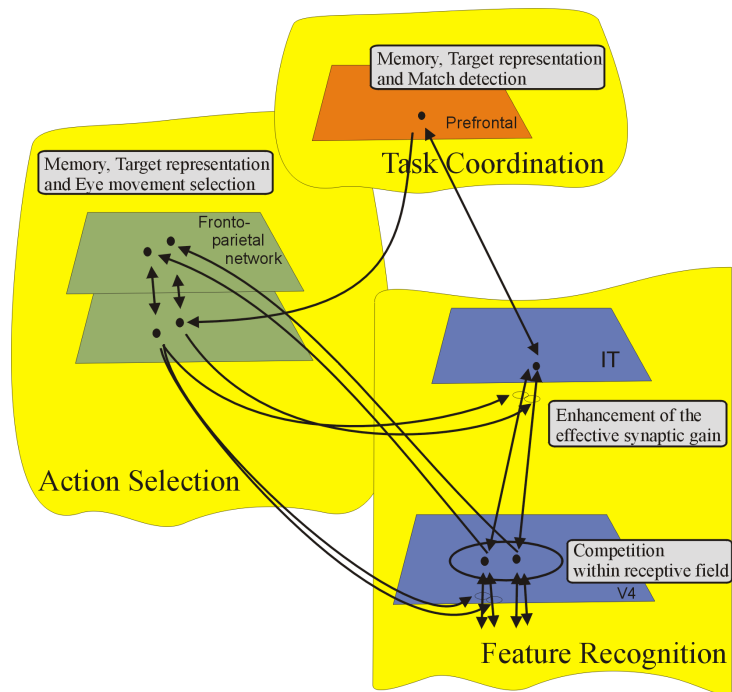 Memory, Target representation
and Match detection
Prefrontal
Task Coordination
Memory, Target representation
and Eye movement selection
Fronto-
parietal
network
Action Selection
IT
Enhancement of the
effective synaptic gain
Competition
within receptive field
V4
Feature Recognition